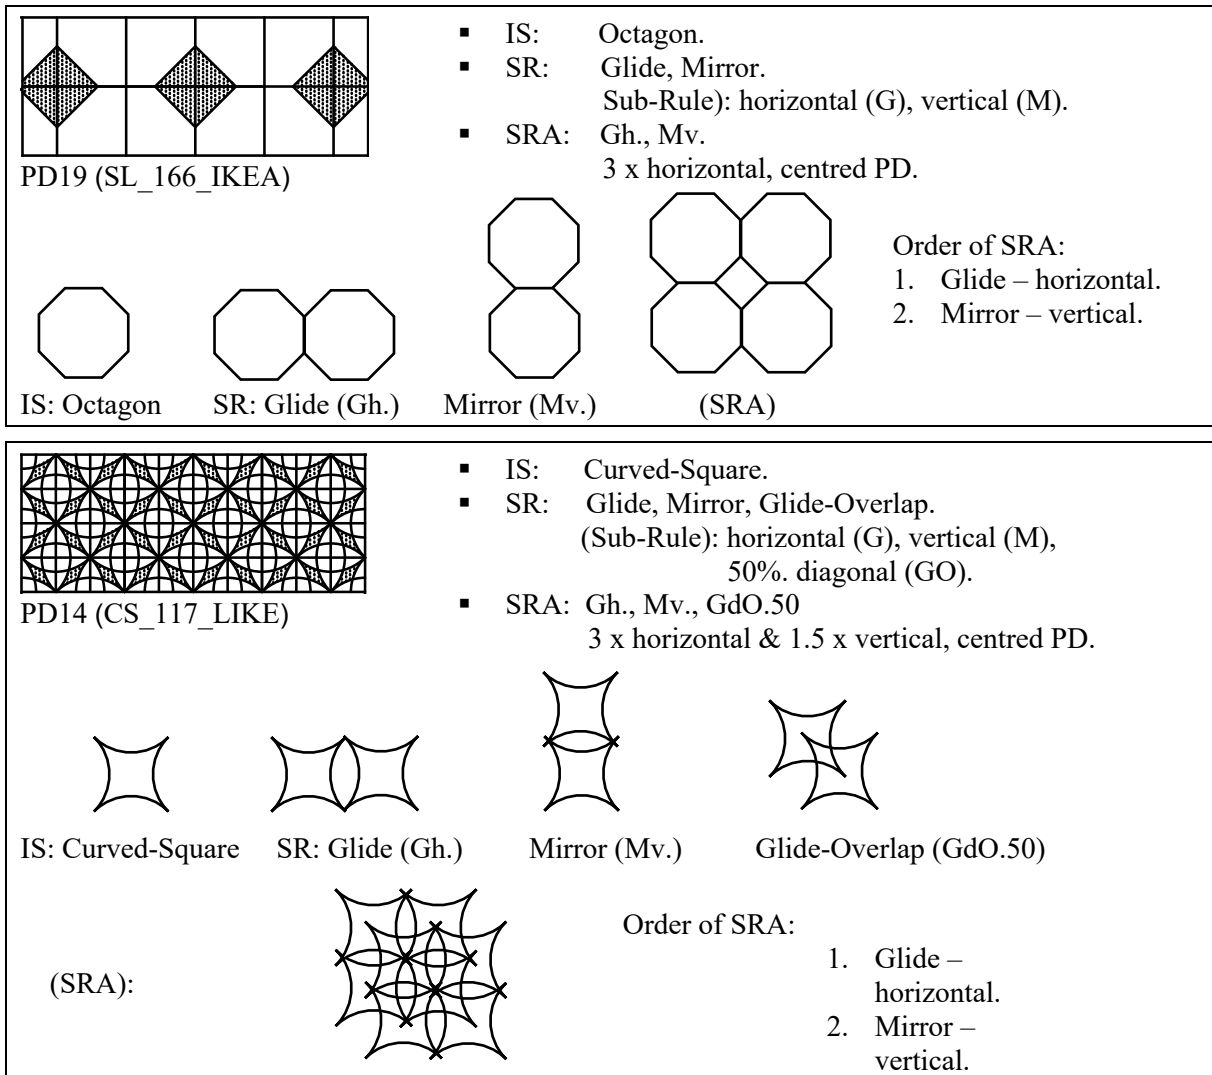 ▪ IS: Octagon.
▪ SR: Glide, Mirror.
Sub-Rule): horizontal (G), vertical (M).
▪ SRA: Gh., Mv.
3 x horizontal, centred PD.
PD19 (SL_166_IKEA)
Order of SRA:
1. Glide – horizontal.
2. Mirror – vertical.
IS: Octagon SR: Glide (Gh.) Mirror (Mv.) (SRA)
▪ IS: Curved-Square.
▪ SR: Glide, Mirror, Glide-Overlap.
(Sub-Rule): horizontal (G), vertical (M),
50%. diagonal (GO).
▪ SRA: Gh., Mv., GdO.50
3 x horizontal & 1.5 x vertical, centred PD.
PD14 (CS_117_LIKE)
IS: Curved-Square SR: Glide (Gh.) Mirror (Mv.) Glide-Overlap (GdO.50)
(SRA):
Order of SRA:
1. Glide –
horizontal.
2. Mirror –
vertical.